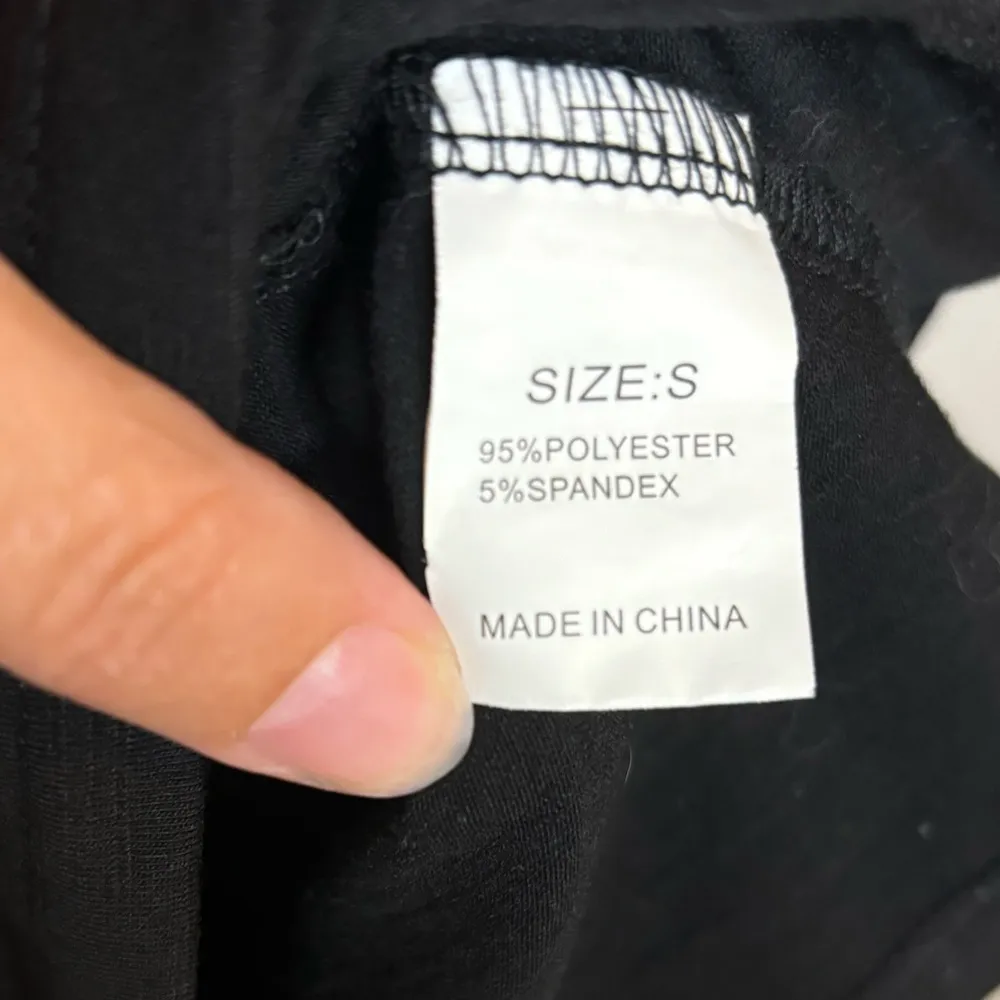 SIZE:S
95%POLYESTER
5%SPANDEX
MADE IN CHINA